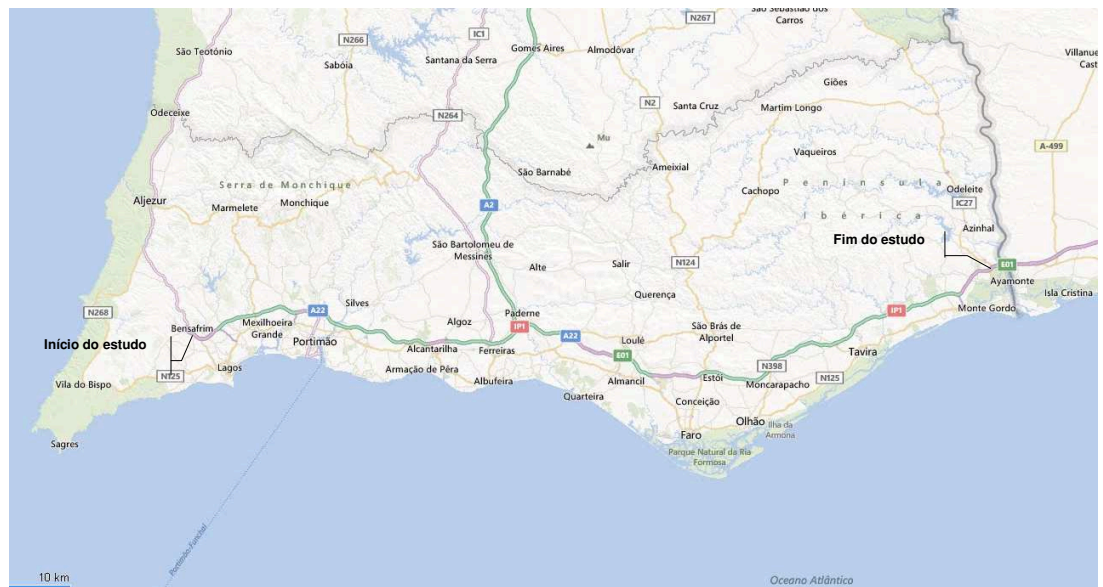 São Sebastião dos
Carros
N267
IC1
São Teotónio
N266
Gomes Aires
Almodôvar
Villanue
Cast
Sabóia
Santana da Serra
Giões
N2
Santa Cruz
Martim Longo
Odeceixe
N264
Mu
A-499
Vaqueiros
São Barnabé
Ameixial
Serra de Monchique
Península
Cachopo
Odeleite
Aljezur
Monchique
Marmelete
A2
IC27
Ibérica
Azinhal
Fim do estudo
São Bartolomeu de
Messines
Alte
Salir
N124
E01
Ayamonte
Isla Cristina
Querença
Silves
N268
A22
Paderne
IP1
Monte Gordo
Bensafrim
Mexilhoeira
Grande
Algoz
IP1
A22
São Brás de
Alportel
Início do estudo
Portimão
Loulé
Alcantarilha
Ferreiras
E01
Tavira
N125
Lagos
Armação de Pêra
N398
Vila do Bispo
Albufeira
Almancil
Estói
Moncarapacho
N125
Quarteira
Conceição
Olhão
Ilha da
Armona
Sagres
Faro
Parque Natural da Ria
Formosa
Portimão-Funchal
10 km
Oceano Atlântico